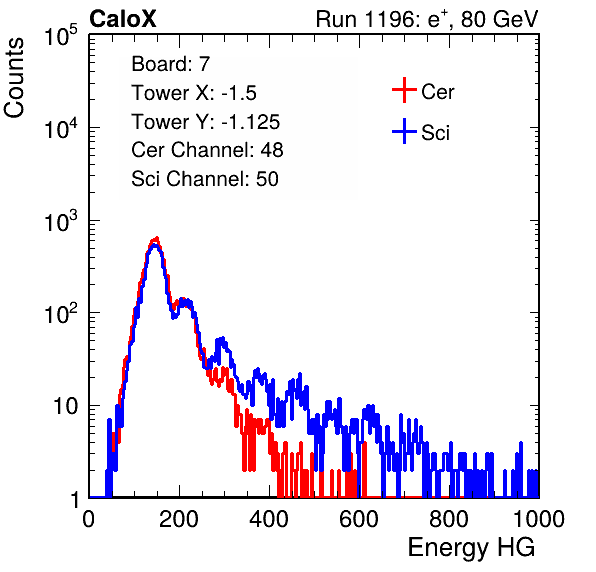 CaloX Run 1196: e⁺, 80 GeV
Counts
10⁵
10⁴
10³
10²
10
1
Board: 7
Tower X: -1.5
Tower Y: -1.125
Cer Channel: 48
Sci Channel: 50
Cer
Sci
0 200 400 600 800 1000
Energy HG